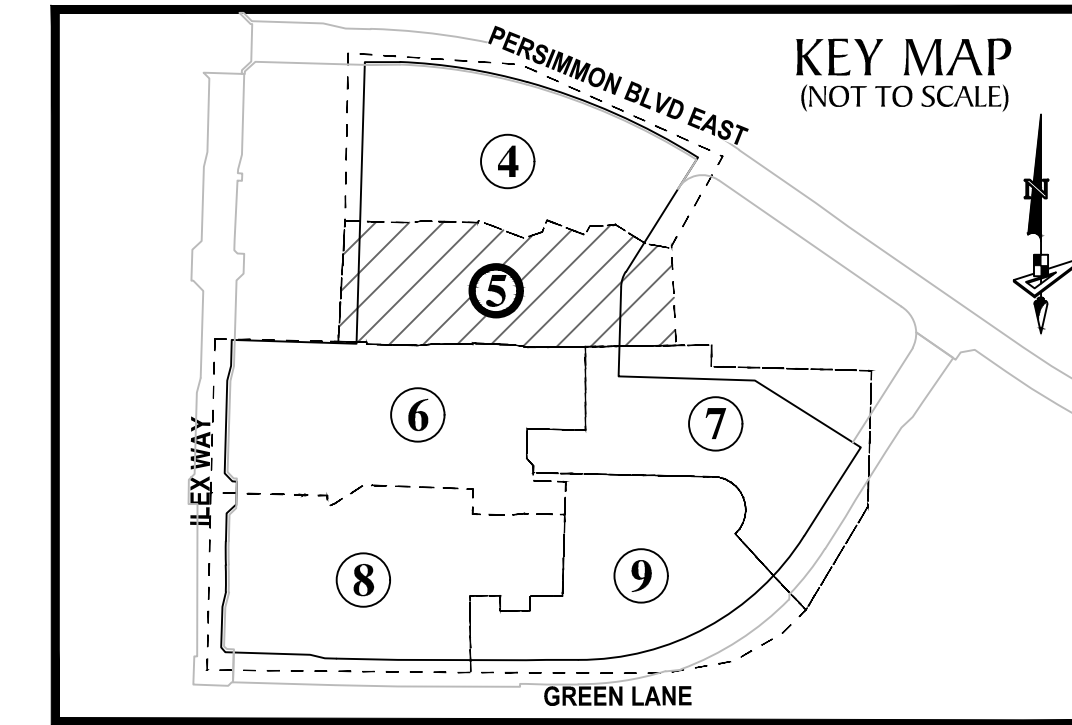 PERSIMMON BLVD EAST
KEY MAP
(NOT TO SCALE)
N
4
5
6
7
ILEX WAY
8
9
GREEN LANE